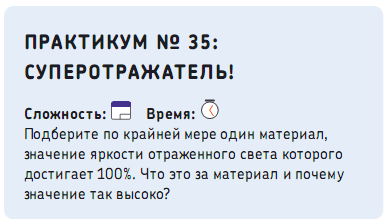 ПРАКТИКУМ № 35:
СУПЕРОТРАЖАТЕЛЬ!
Сложность: Время:
Подберите по крайней мере один материал,
значение яркости отраженного света которого
достигает 100%. Что это за материал и почему
значение так высоко?